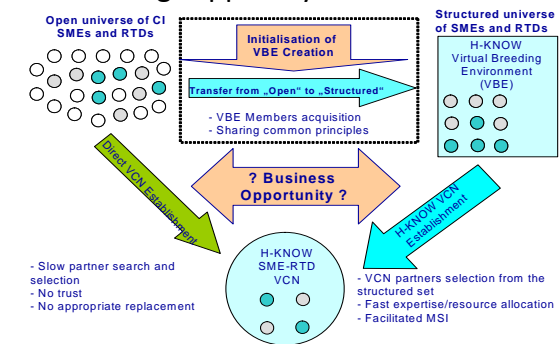 Open universe of CI
SMEs and RTDs
Initialisation of
VBE Creation
Transfer from „Open“ to „Structured“
- VBE Members acquisition
- Sharing common principles
Structured universe
of SMEs and RTDs
H-KNOW
Virtual Breeding
Environment
(VBE)
Direct VCN Establishment
? Business
Opportunity ?
H-KNOW VCN
Establishment
- Slow partner search and
selection
- No trust
- No appropriate replacement
H-KNOW
SME-RTD
VCN
- VCN partners selection from the
structured set
- Fast expertise/resource allocation
- Facilitated MSI